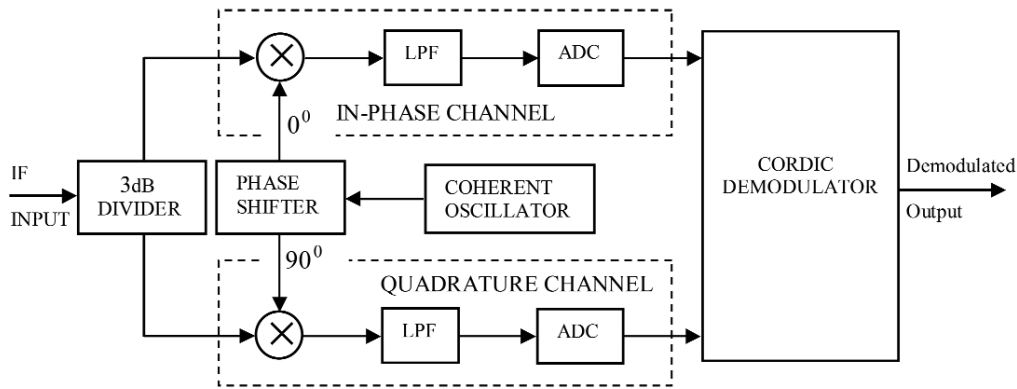 LPF
ADC
IN-PHASE CHANNEL
0⁰
IF
INPUT
3dB
DIVIDER
PHASE
SHIFTER
COHERENT
OSCILLATOR
CORDIC
DEMODULATOR
Demodulated
Output
90⁰
QUADRATURE CHANNEL
LPF
ADC